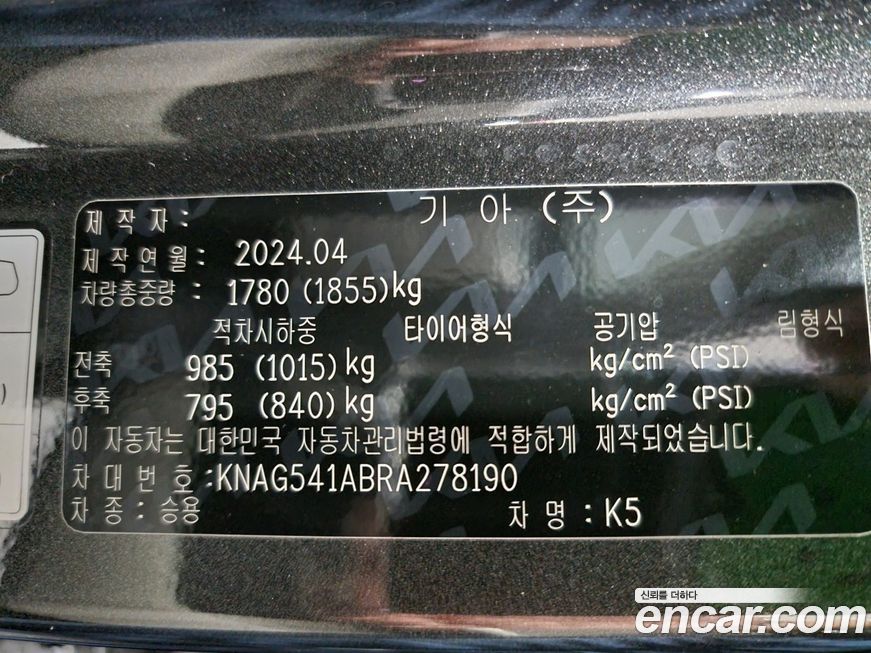 제작자 : 기아(주)
제작연월 : 2024.04
차량총중량 : 1780 (1855)kg
적차시하중 타이어형식 공기압 림형식
전축 985 (1015)kg kg/cm² (PSI)
후축 795 (840)kg kg/cm² (PSI)
이 자동차는 대한민국 자동차관리법령에 적합하게 제작되었습니다.
차대번호 :KNAG541ABRA278190
차종 : 승용 차명 : K5
신뢰를 더하다
encar.com